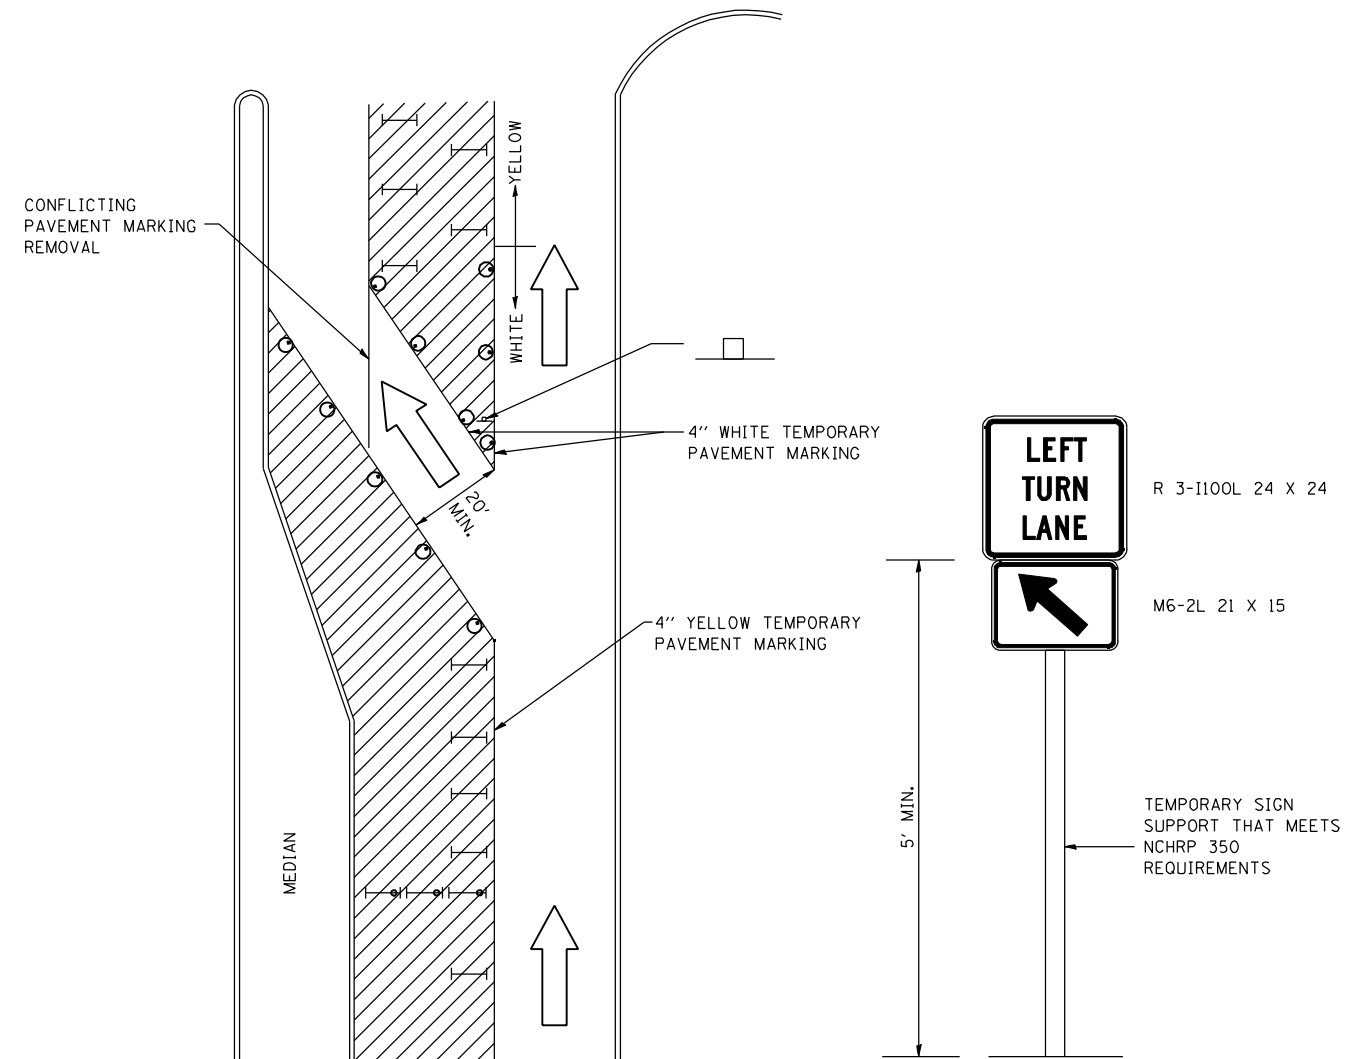 YELLOW
CONFLICTING
PAVEMENT MARKING
REMOVAL
WHITE
4'' WHITE TEMPORARY
PAVEMENT MARKING
20'
MIN.
4'' YELLOW TEMPORARY
PAVEMENT MARKING
MEDIAN
LEFT
TURN
LANE
R 3-I100L 24 X 24
M6-2L 21 X 15
5' MIN.
TEMPORARY SIGN
SUPPORT THAT MEETS
NCHRP 350
REQUIREMENTS